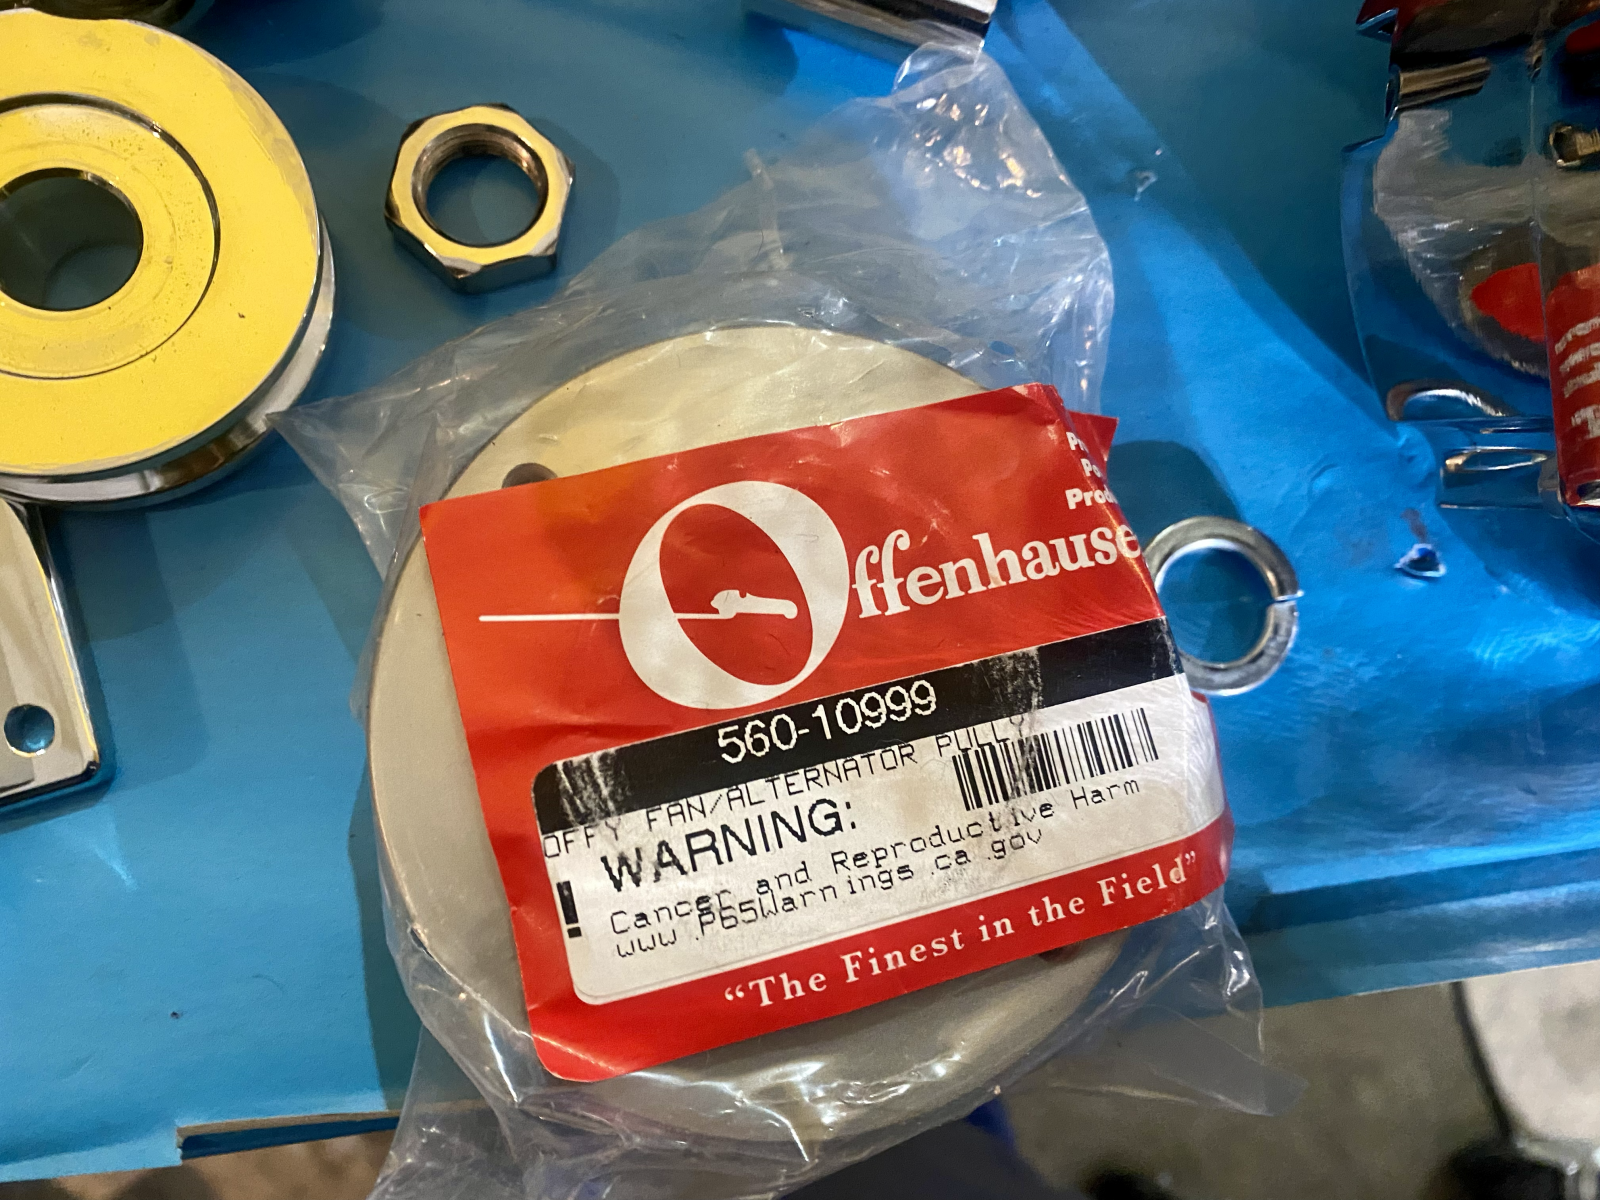 Prod
Offenhause
560-10999
OFFY FAN/ALTERNATOR PULLY
WARNING:
Cancer and Reproductive Harm
www.P65Warnings.ca.gov
"The Finest in the Field"